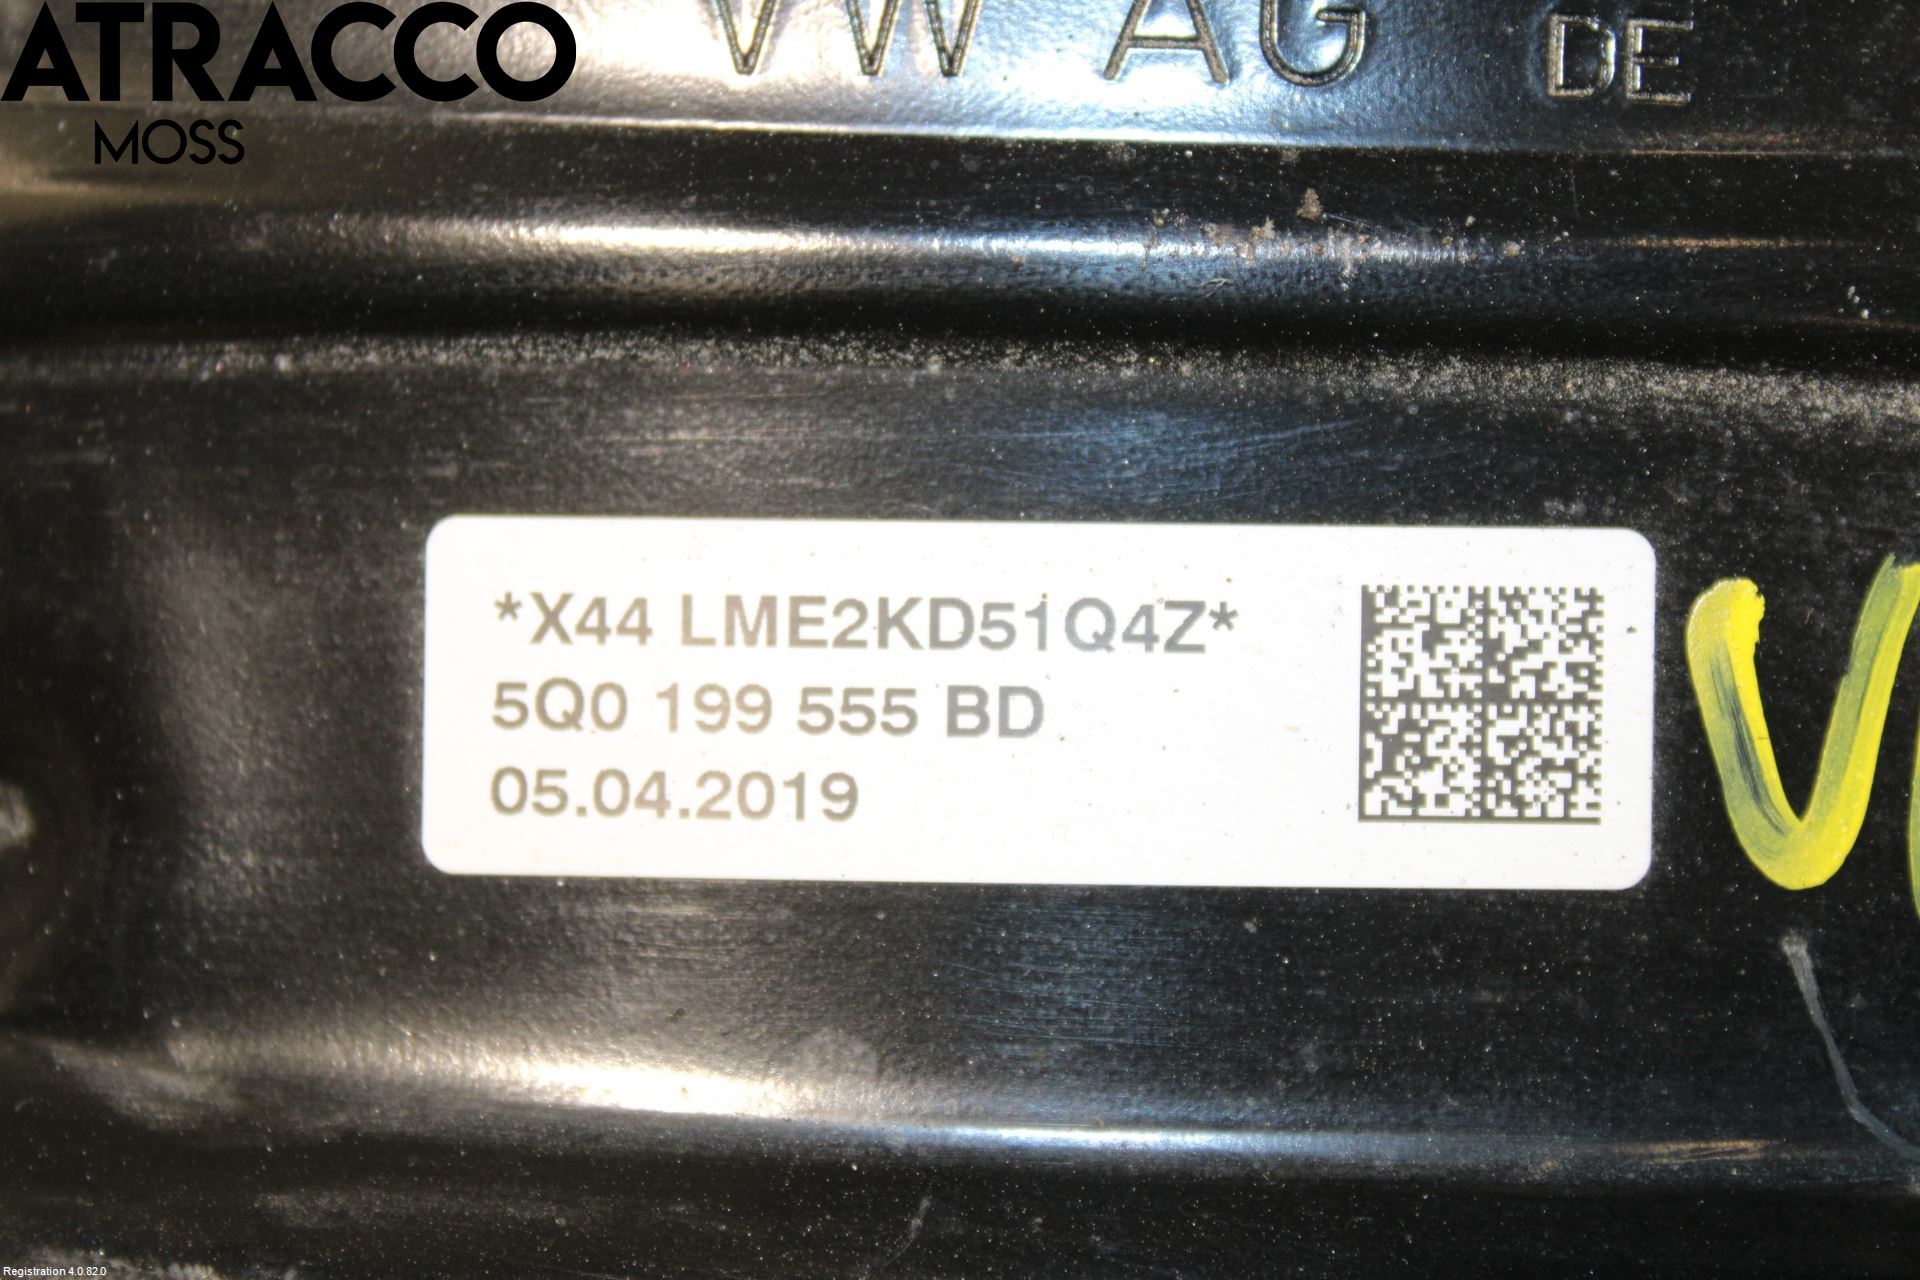 ATRACCO
MOSS
VW AG DE
*X44 LME2KD51Q4Z*
5Q0 199 555 BD
05.04.2019
V
Registration 4.0.82.0